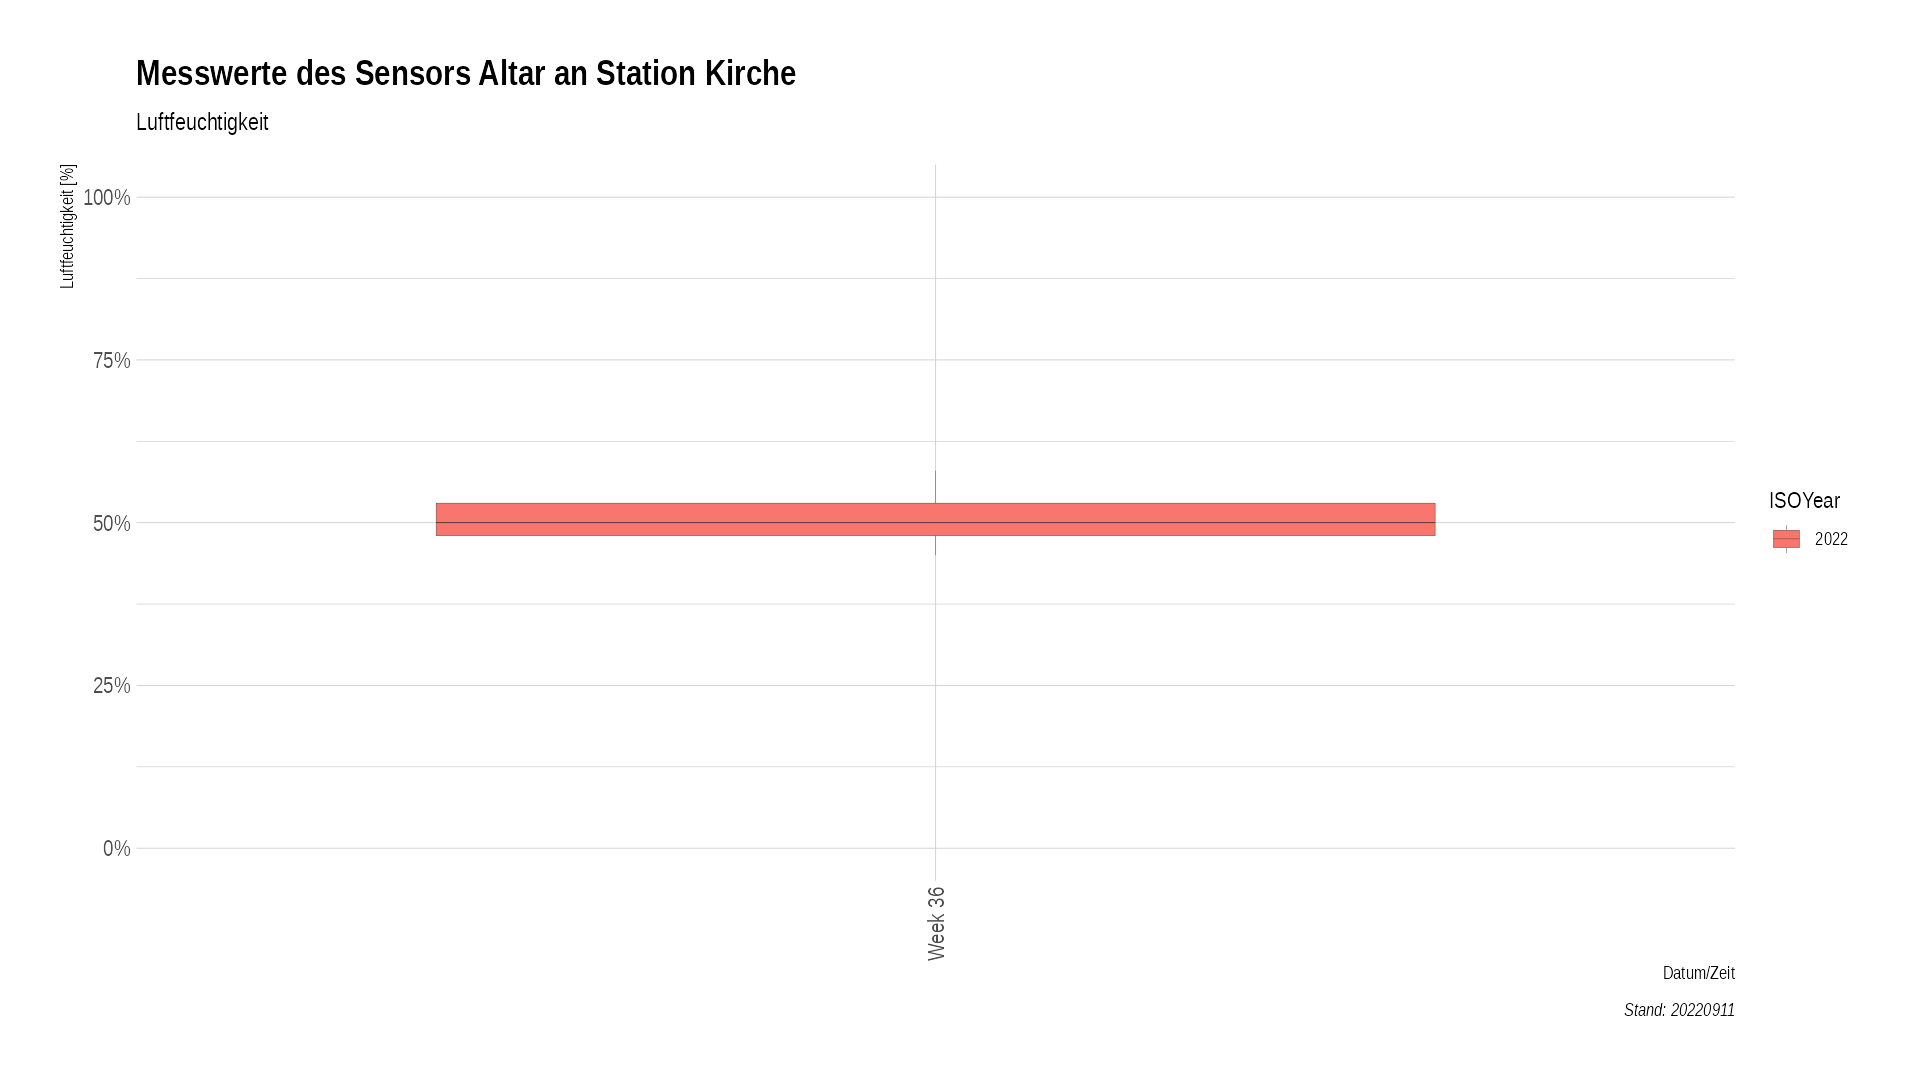 Messwerte des Sensors Altar an Station Kirche
Luftfeuchtigkeit
Luftfeuchtigkeit [%]
100%
75%
50%
25%
0%
Week 36
Datum/Zeit
Stand: 20220911
ISOYear
2022